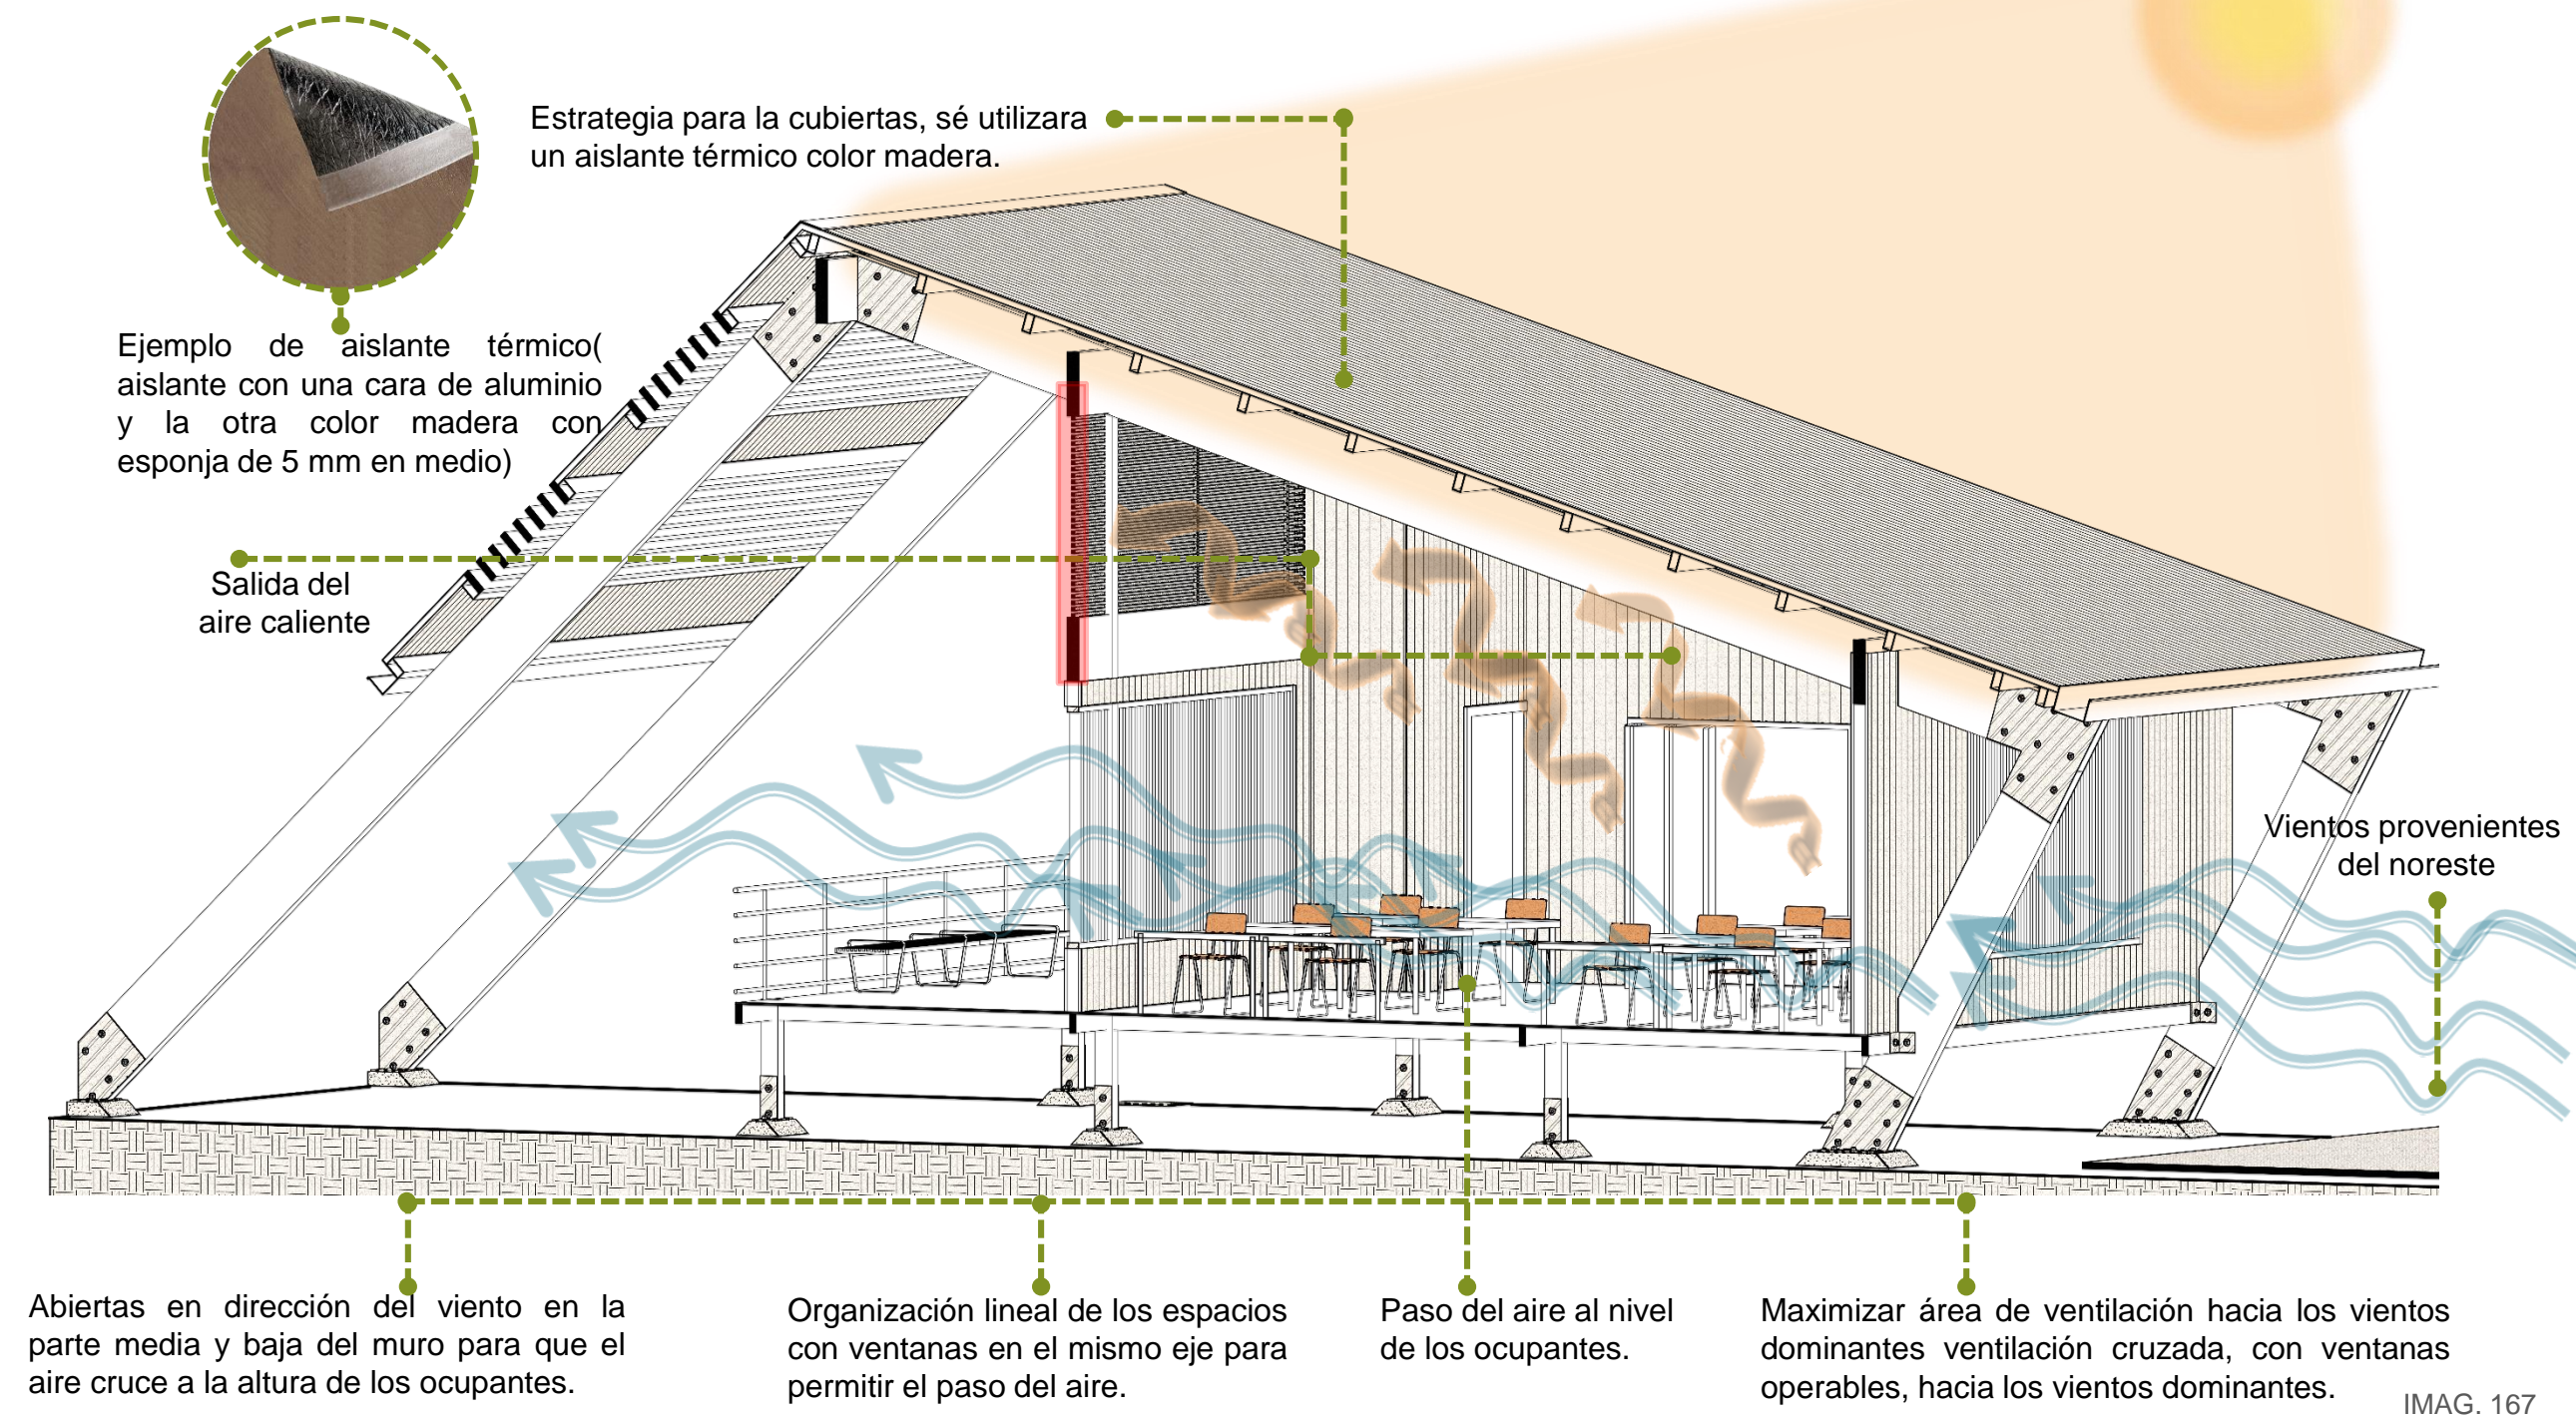 Estrategia para la cubiertas, sé utilizara
un aislante térmico color madera.
Ejemplo de aislante térmico(
aislante con una cara de aluminio
y la otra color madera con
esponja de 5 mm en medio)
Salida del
aire caliente
Vientos provenientes
del noreste
Abiertas en dirección del viento en la
parte media y baja del muro para que el
aire cruce a la altura de los ocupantes.
Organización lineal de los espacios
con ventanas en el mismo eje para
permitir el paso del aire.
Paso del aire al nivel
de los ocupantes.
Maximizar área de ventilación hacia los vientos
dominantes ventilación cruzada, con ventanas
operables, hacia los vientos dominantes.
IMAG. 167